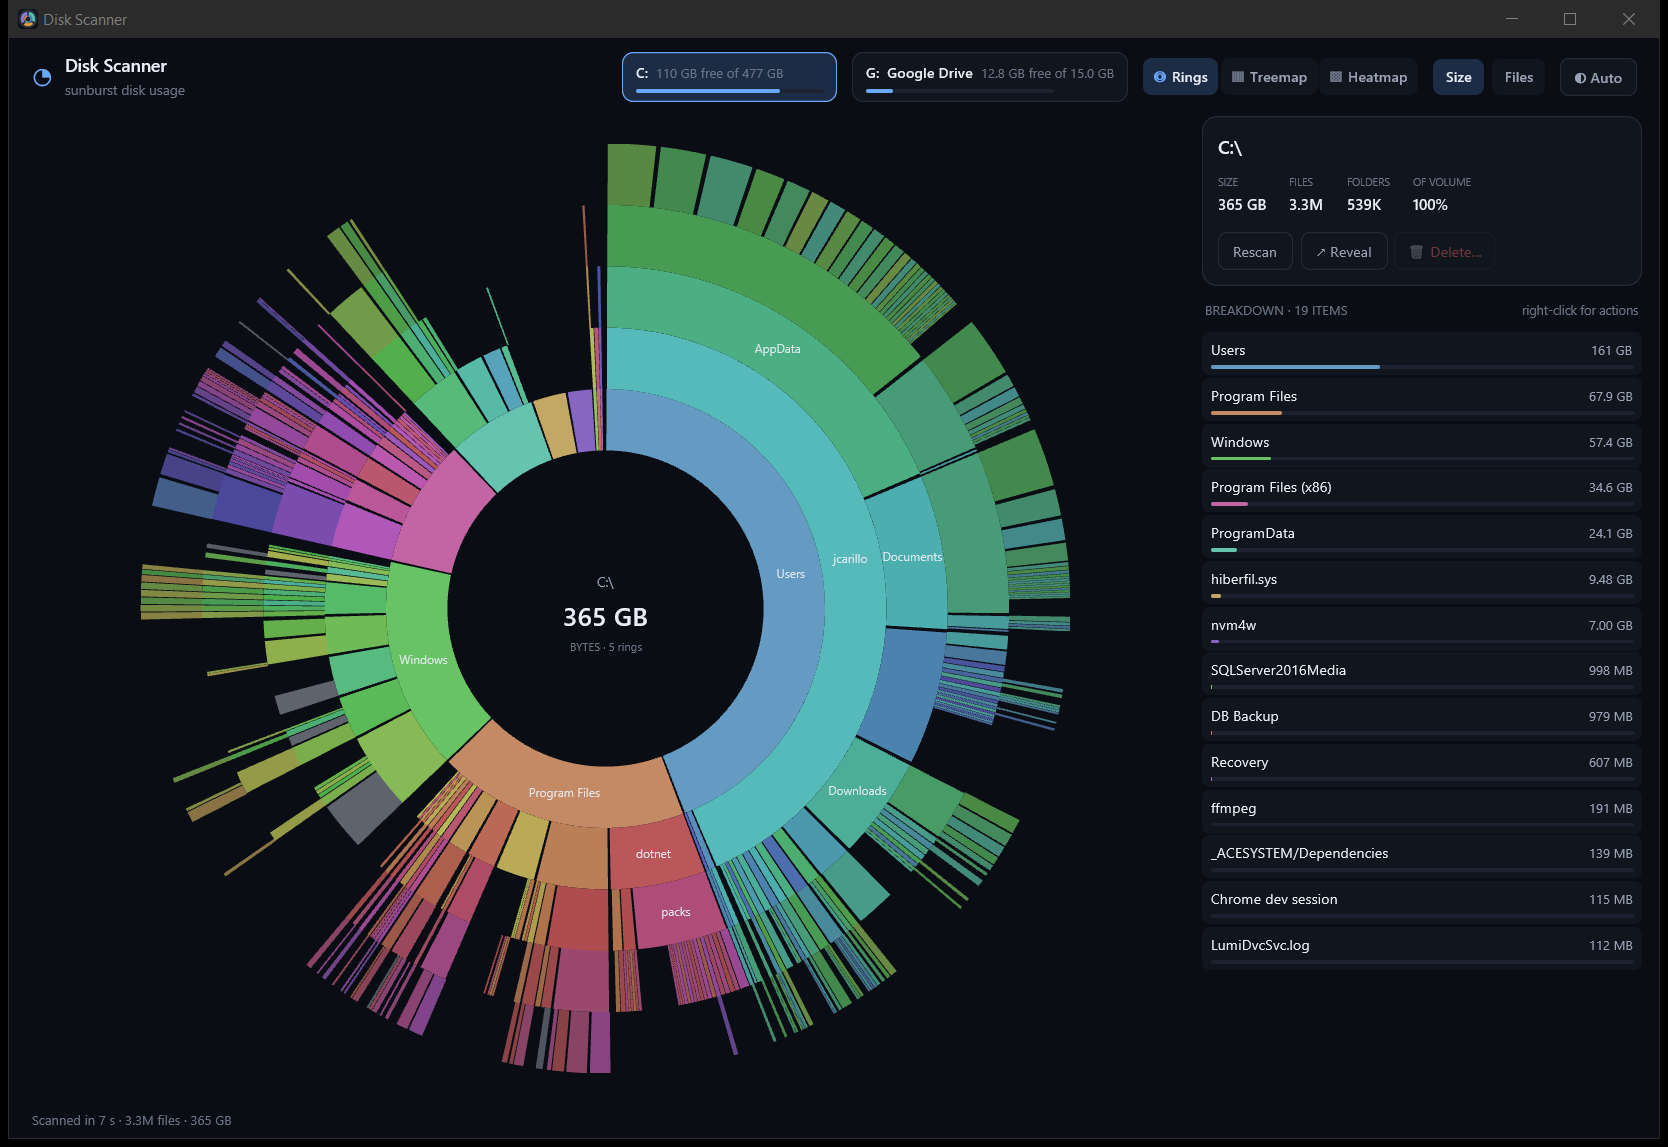 Disk Scanner
Disk Scanner
sunburst disk usage
C: 110 GB free of 477 GB
G: Google Drive 12.8 GB free of 15.0 GB
Rings
Treemap
Heatmap
Size
Files
Auto
C:\
SIZE FILES FOLDERS OF VOLUME
365 GB 3.3M 539K 100%
Rescan
↗ Reveal
Delete...
BREAKDOWN · 19 ITEMS right-click for actions
Users 161 GB
Program Files 67.9 GB
Windows 57.4 GB
Program Files (x86) 34.6 GB
ProgramData 24.1 GB
hiberfil.sys 9.48 GB
nvm4w 7.00 GB
SQLServer2016Media 998 MB
DB Backup 979 MB
Recovery 607 MB
ffmpeg 191 MB
_ACESYSTEM/Dependencies 139 MB
Chrome dev session 115 MB
LumiDvcSvc.log 112 MB
AppData
Documents
jcarillo
Users
C:\
365 GB
BYTES · 5 rings
Windows
Downloads
Program Files
dotnet
packs
Scanned in 7 s · 3.3M files · 365 GB